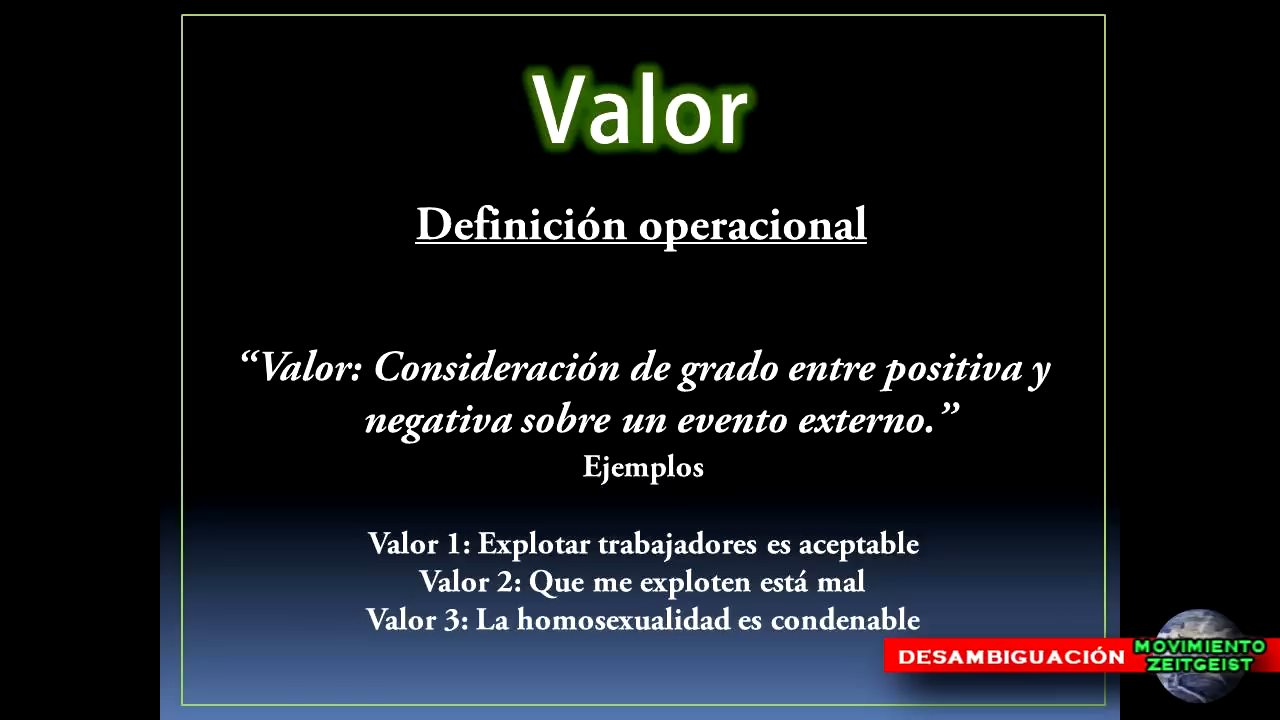 Valor
Definición operacional
“Valor: Consideración de grado entre positiva y
negativa sobre un evento externo.”
Ejemplos
Valor 1: Explotar trabajadores es aceptable
Valor 2: Que me exploten está mal
Valor 3: La homosexualidad es condenable
DESAMBIGUACIÓN
MOVIMIENTO
ZEITGEIST